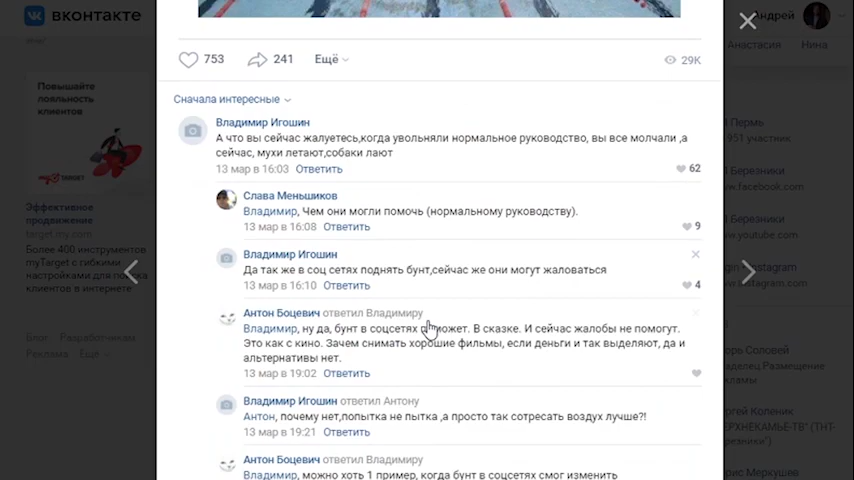 вконтакте
Андрей
753
241
Ещё
29K
Анастасия
Нина
Повышайте
лояльность
клиентов
Сначала интересные
Владимир Игошин
А что вы сейчас жалуетесь,когда увольняли нормальное руководство, вы все молчали ,а
сейчас, мухи летают,собаки лают
13 мар в 16:03 Ответить
62
Пермь
951 участник
Слава Меньшиков
Владимир, Чем они могли помочь (нормальному руководству).
13 мар в 16:08 Ответить
9
Березники
www.facebook.com
Эффективное
продвижение
target.my.com
Более 400 инструментов
myTarget с гибкими
настройками для
клиентов в интернете
Березники
youtube.com
Владимир Игошин
Да так же в соц сетях поднять бунт,сейчас же они могут жаловаться
13 мар в 16:10 Ответить
4
Instagram
instagram.com
Антон Боцевич ответил Владимиру
Владимир, ну да, бунт в соцсетях В сказке. И сейчас жалобы не помогут.
Это как с кино. Зачем снимать хорошие фильмы, если деньги и так выделяют, да и
альтернативы нет.
13 мар в 19:02 Ответить
Блог Разработчикам
Реклама Ещё
Соловей
Размещение
рекламы
Владимир Игошин ответил Антону
Антон, почему нет,попытка не пытка ,а просто так сотресать воздух лучше?!
13 мар в 19:21 Ответить
Коленик
ЕРХНЕКАМЬЕ-ТВ" (ТНТ-
Антон Боцевич ответил Владимиру
Владимир, можно хоть 1 пример, когда бунт в соцсетях смог изменить
Меркушев